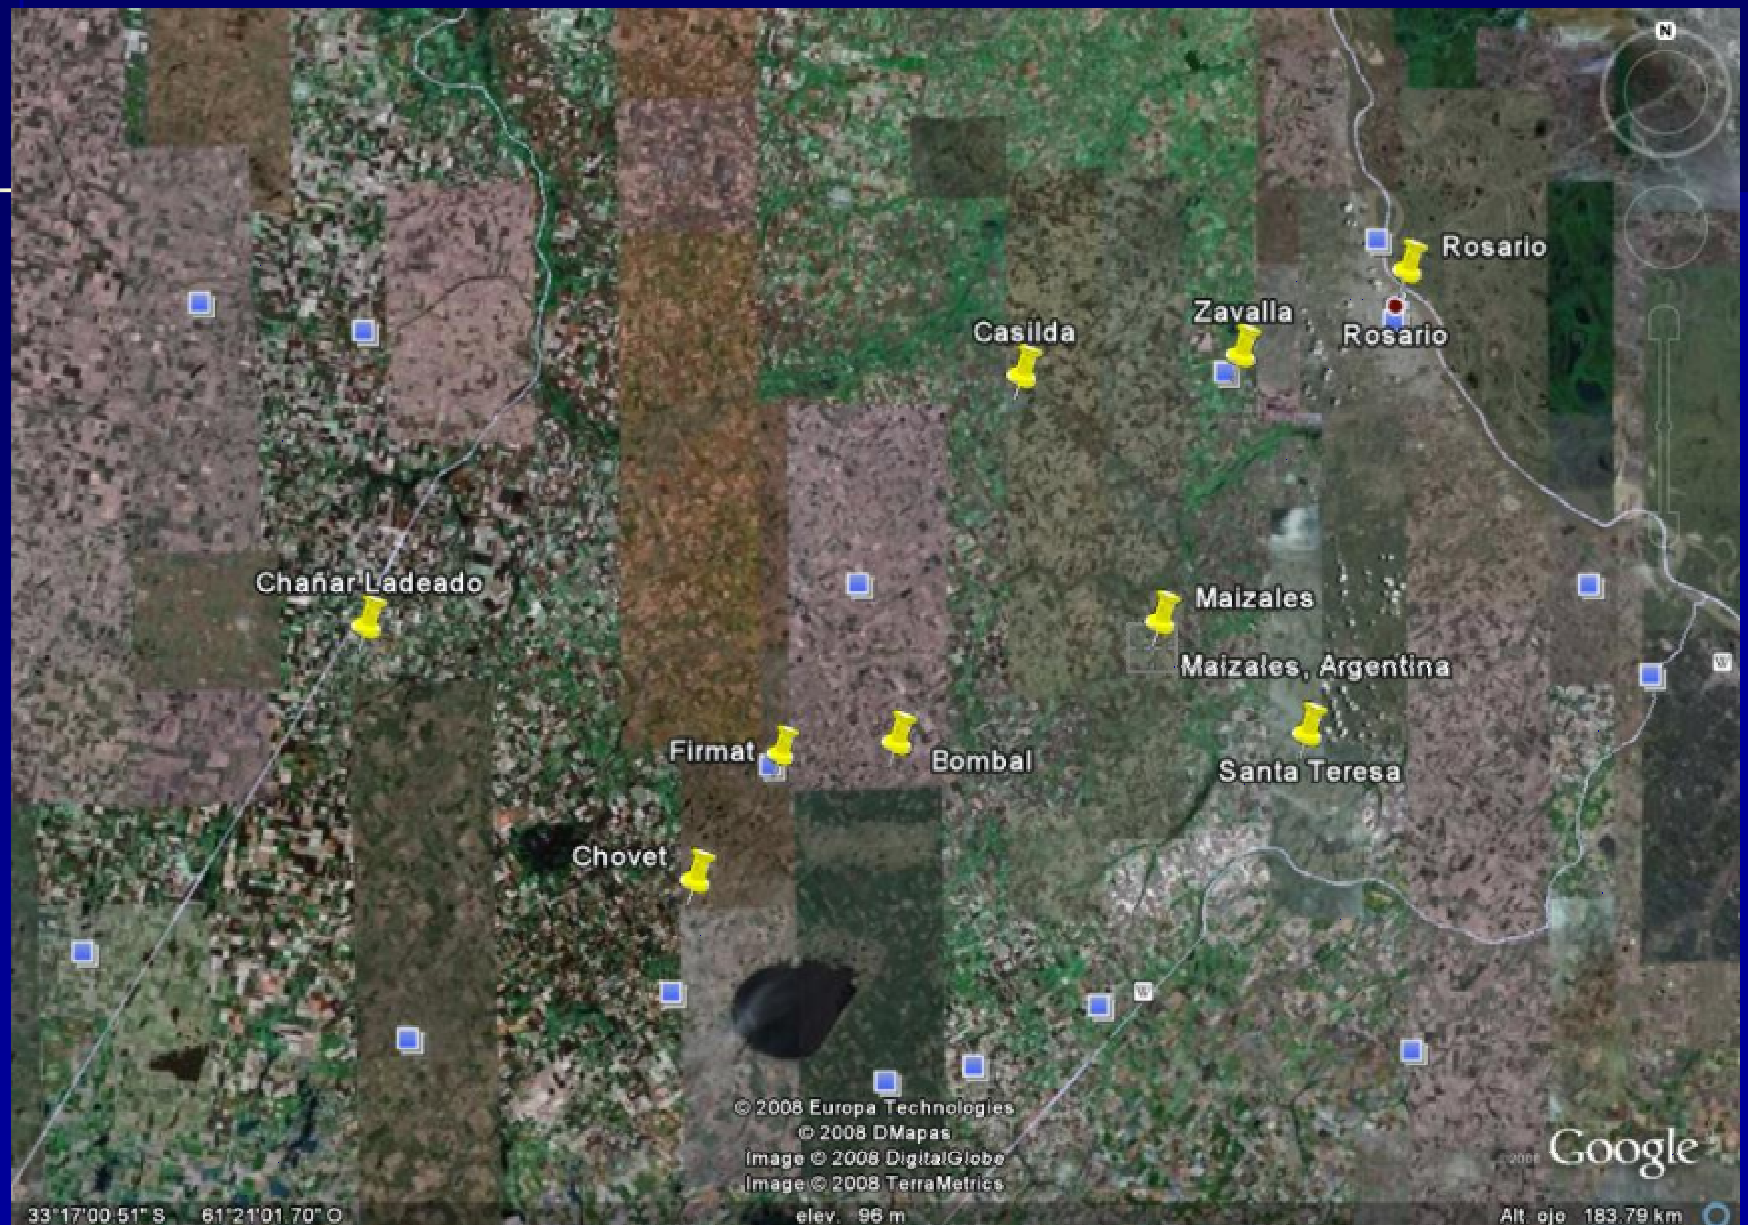 N
Rosario
Zavalla
Casilda
Rosario
Chañar Ladeado
Maizales
W
Maizales, Argentina
Firmat
Bombal
Santa Teresa
Chovet
W
© 2008 Europa Technologies
© 2008 DMapas
Image © 2008 DigitalGlobe
Image © 2008 TerraMetrics
©2008 Google
33°17'00.51" S 61°21'01.70" O elev. 96 m Alt. ojo 183.79 km